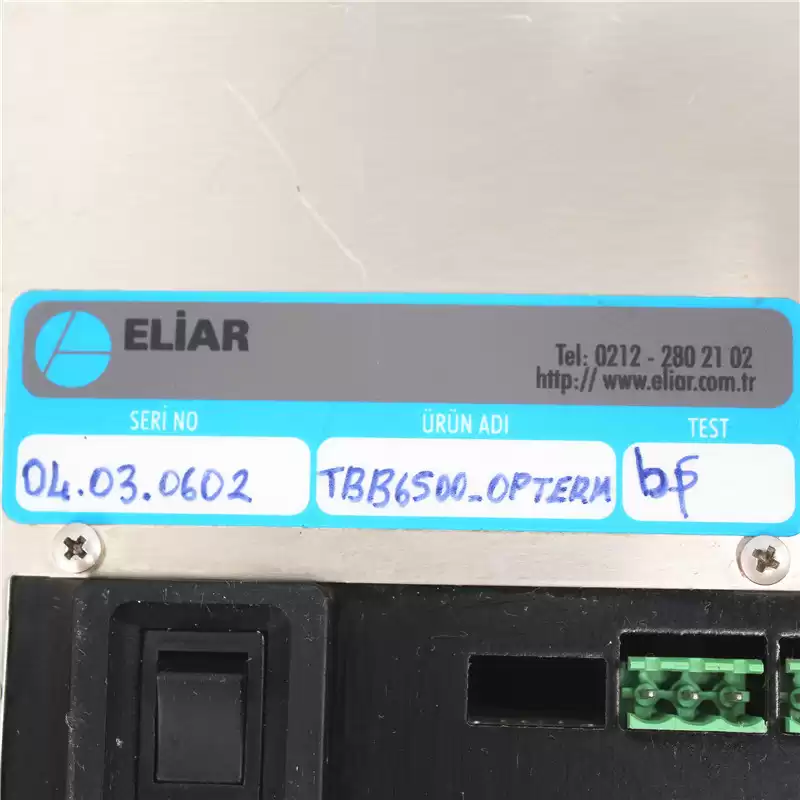 ELİAR
Tel: 0212 - 280 21 02
http:// www.eliar.com.tr
SERİ NO ÜRÜN ADI TEST
04.03.0602 TBB6500_OPTERM bf